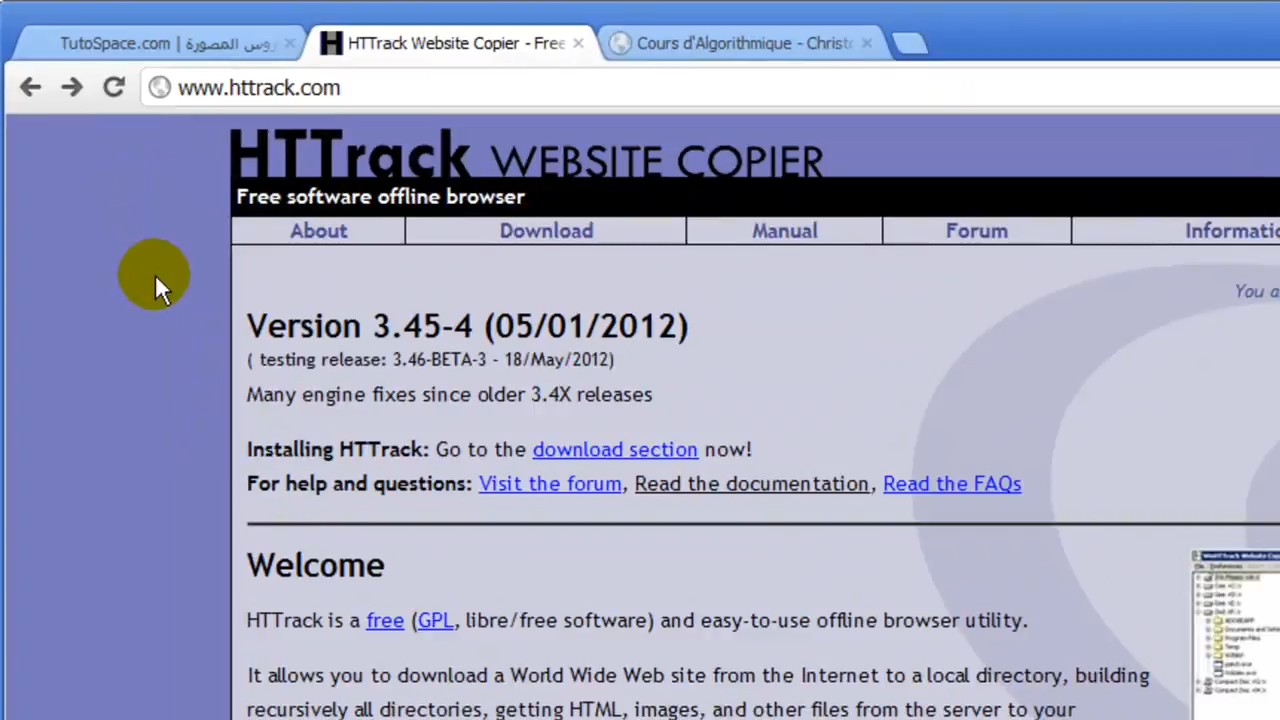 TutoSpace.com | روس المصورة
HTTrack Website Copier - Free
Cours d'Algorithmique - Christo
www.httrack.com
HTTrack WEBSITE COPIER
Free software offline browser
About Download Manual Forum Informatio
You a
Version 3.45-4 (05/01/2012)
( testing release: 3.46-BETA-3 - 18/May/2012)
Many engine fixes since older 3.4X releases
Installing HTTrack: Go to the download section now!
For help and questions: Visit the forum, Read the documentation, Read the FAQs
Welcome
HTTrack is a free (GPL, libre/free software) and easy-to-use offline browser utility.
It allows you to download a World Wide Web site from the Internet to a local directory, building
recursively all directories, getting HTML, images, and other files from the server to your